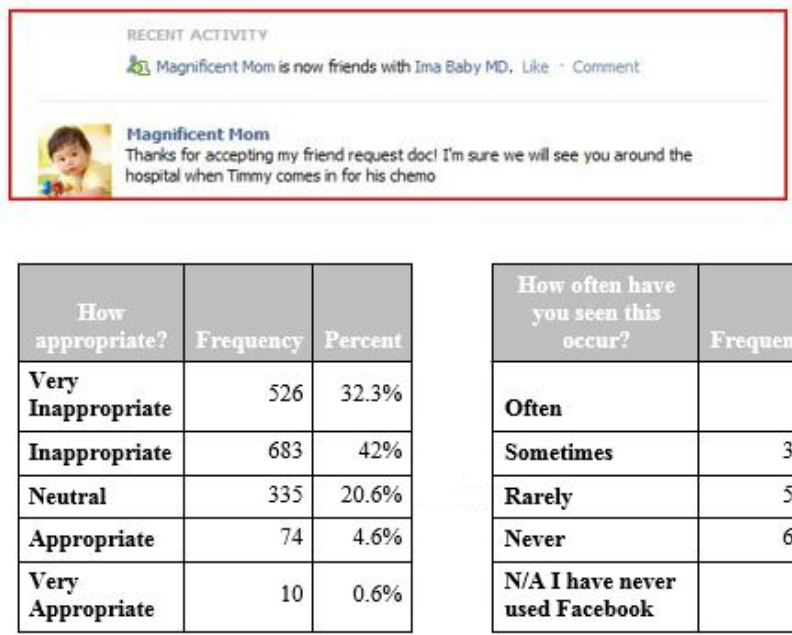 RECENT ACTIVITY
Magnificent Mom is now friends with Ima Baby MD. Like · Comment
Magnificent Mom
Thanks for accepting my friend request doc! I'm sure we will see you around the
hospital when Timmy comes in for his chemo
How appropriate? Frequency Percent
Very Inappropriate 526 32.3%
Inappropriate 683 42%
Neutral 335 20.6%
Appropriate 74 4.6%
Very Appropriate 10 0.6%
How often have
you seen this
occur?
Often
Sometimes
Rarely
Never
N/A I have never
used Facebook